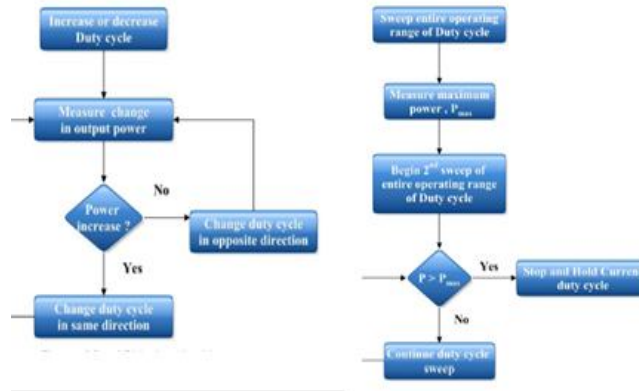 Increase or decrease
Duty cycle
Measure change
in output power
No
Power
increase ?
Change duty cycle
in opposite direction
Yes
Change duty cycle
in same direction
Sweep entire operating
range of Duty cycle
Measure maximum
power , Pmax
Begin 2nd sweep of
entire operating range
of Duty cycle
P > Pmax
Yes
Stop and Hold Curren
duty cycle
No
Continue duty cycle
sweep